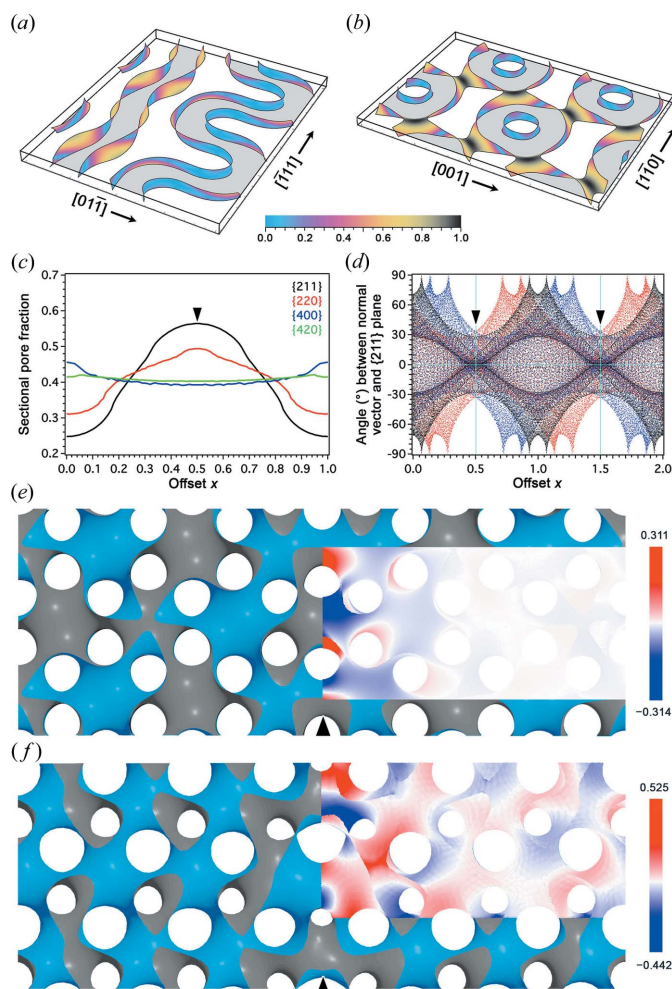 (a)
(b)
[011̅]
[1̅11]
[001]
[11̅0]
0.0 0.2 0.4 0.6 0.8 1.0
(c)
(d)
0.7
0.6
0.5
0.4
0.3
0.2
Sectional pore fraction
{211}
{220}
{400}
{420}
0.0 0.1 0.2 0.3 0.4 0.5 0.6 0.7 0.8 0.9 1.0
Offset x
90
60
30
0
-30
-60
-90
Angle (°) between normal
vector and {211} plane
0.0 0.5 1.0 1.5 2.0
Offset x
(e)
0.311
−0.314
(f)
0.525
−0.442